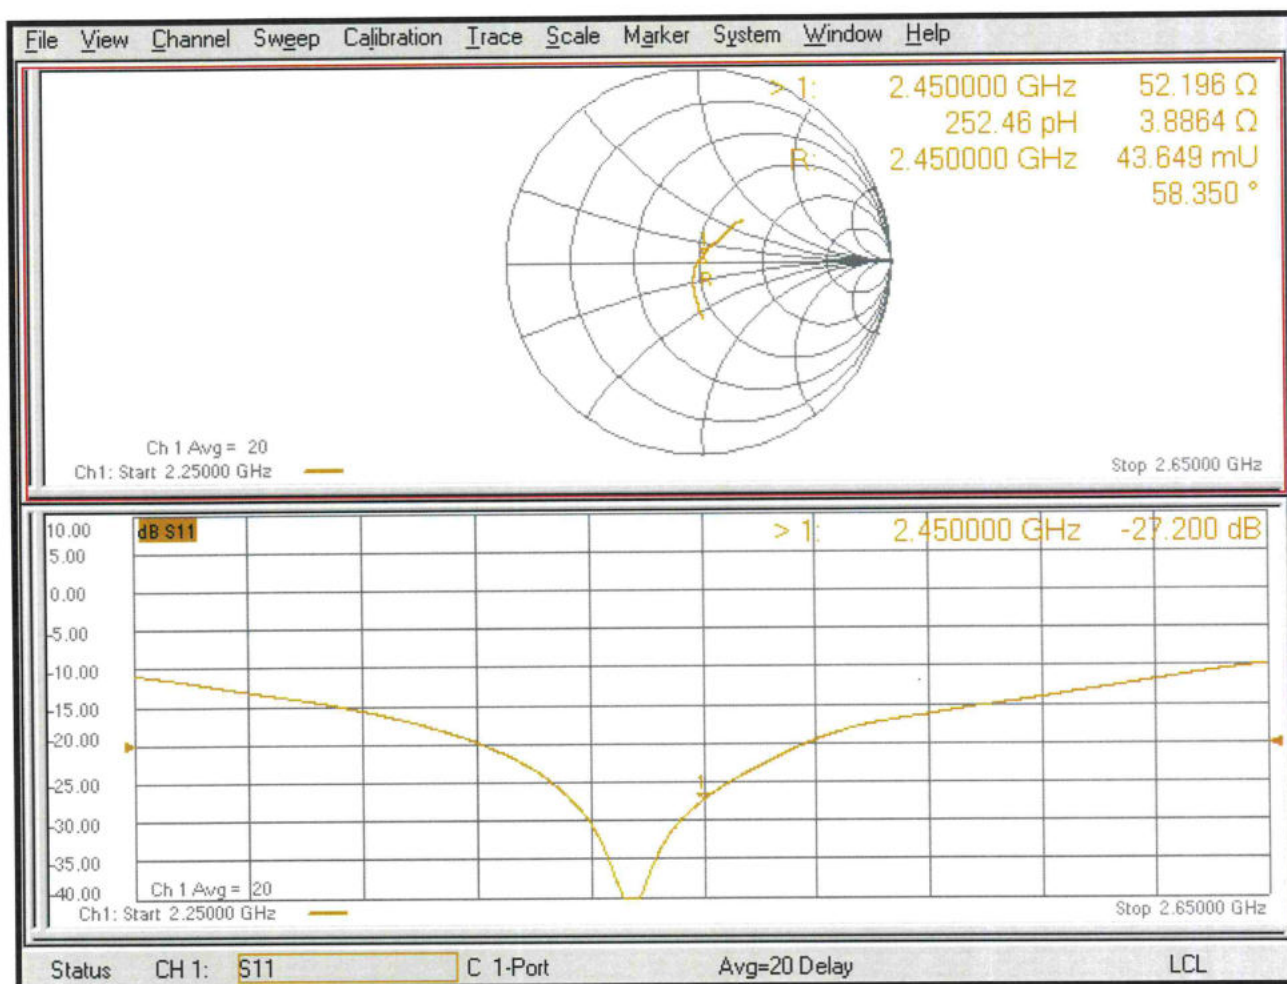 File View Channel Sweep Calibration Trace Scale Marker System Window Help
> 1: 2.450000 GHz 52.196 Ω
252.46 pH 3.8864 Ω
R: 2.450000 GHz 43.649 mU
58.350 °
1
R
Ch 1 Avg = 20
Ch1: Start 2.25000 GHz
Stop 2.65000 GHz
10.00
dB S11
> 1: 2.450000 GHz -27.200 dB
5.00
0.00
-5.00
-10.00
-15.00
-20.00
-25.00
1
-30.00
-35.00
-40.00
Ch 1 Avg = 20
Ch1: Start 2.25000 GHz
Stop 2.65000 GHz
Status CH 1: S11 C 1-Port Avg=20 Delay LCL